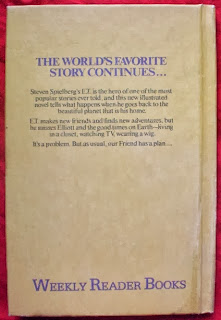 THE WORLD'S FAVORITE
STORY CONTINUES...
Steven Spielberg's E.T. is the hero of one of the most
popular stories ever told, and this new illustrated
novel tells what happens when he goes back to the
beautiful planet that is his home.
E.T. makes new friends and finds new adventures, but
he misses Elliott and the good times on Earth—living
in a closet, watching TV, wearing a wig.
It's a problem. But as usual, our Friend has a plan...
WEEKLY READER BOOKS